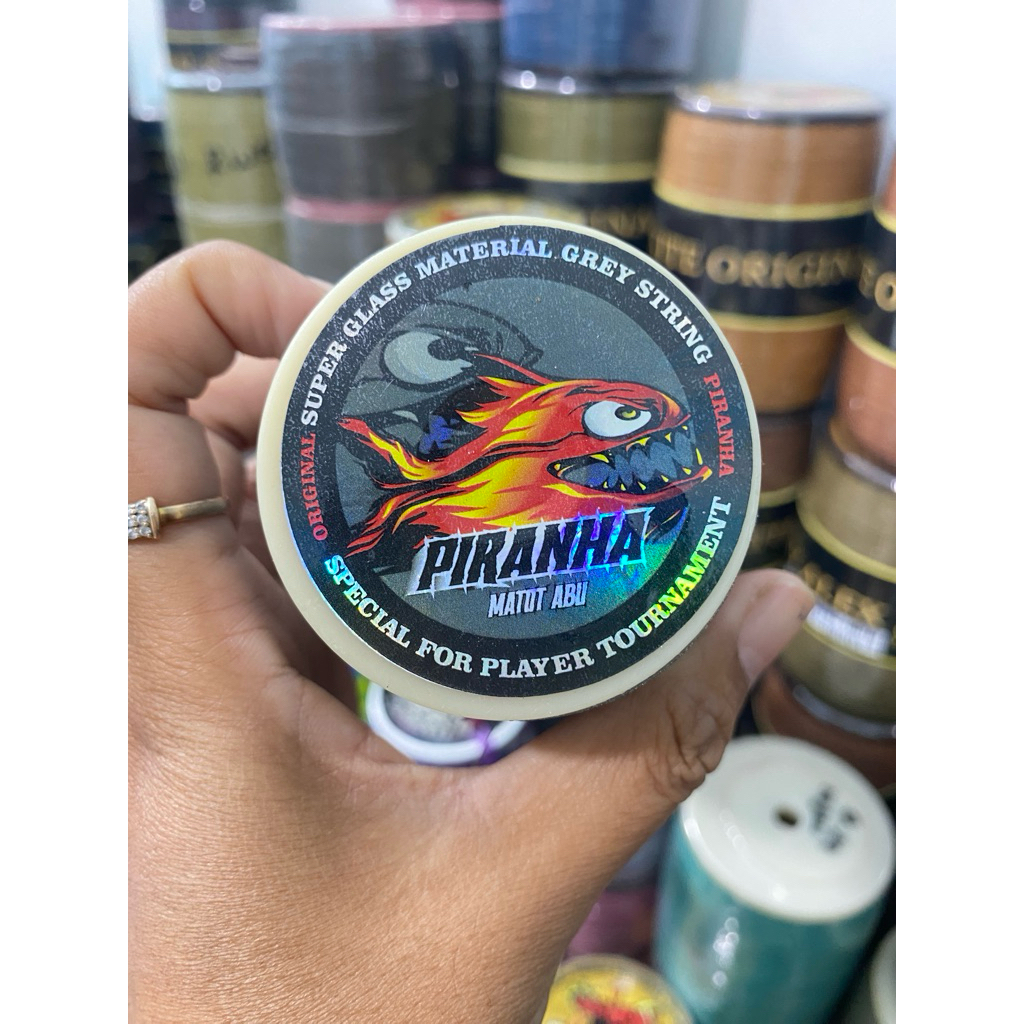 ORIGINAL SUPER GLASS MATERIAL GREY STRING PIRANHA
PIRANHA
MATOT ABU
SPECIAL FOR PLAYER TOURNAMENT